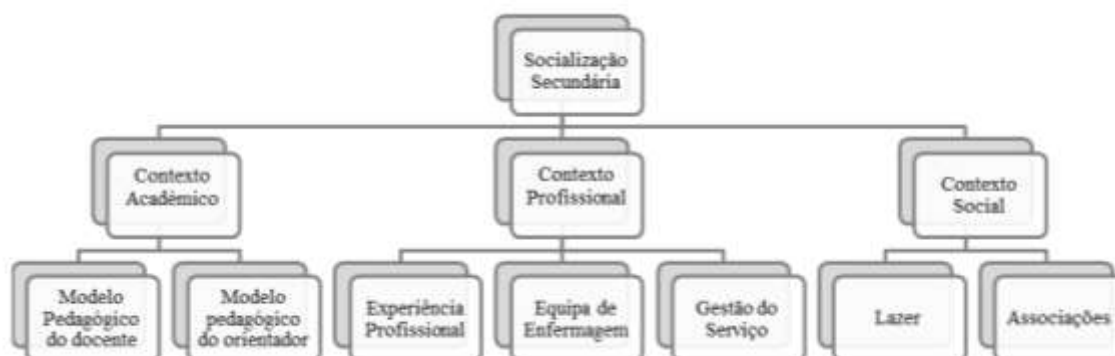 Socialização
Secundária
Contexto
Académico
Contexto
Profissional
Contexto
Social
Modelo
Pedagógico
do docente
Modelo
pedagógico
do orientador
Experiência
Profissional
Equipa de
Enfermagem
Gestão do
Serviço
Lazer
Associações